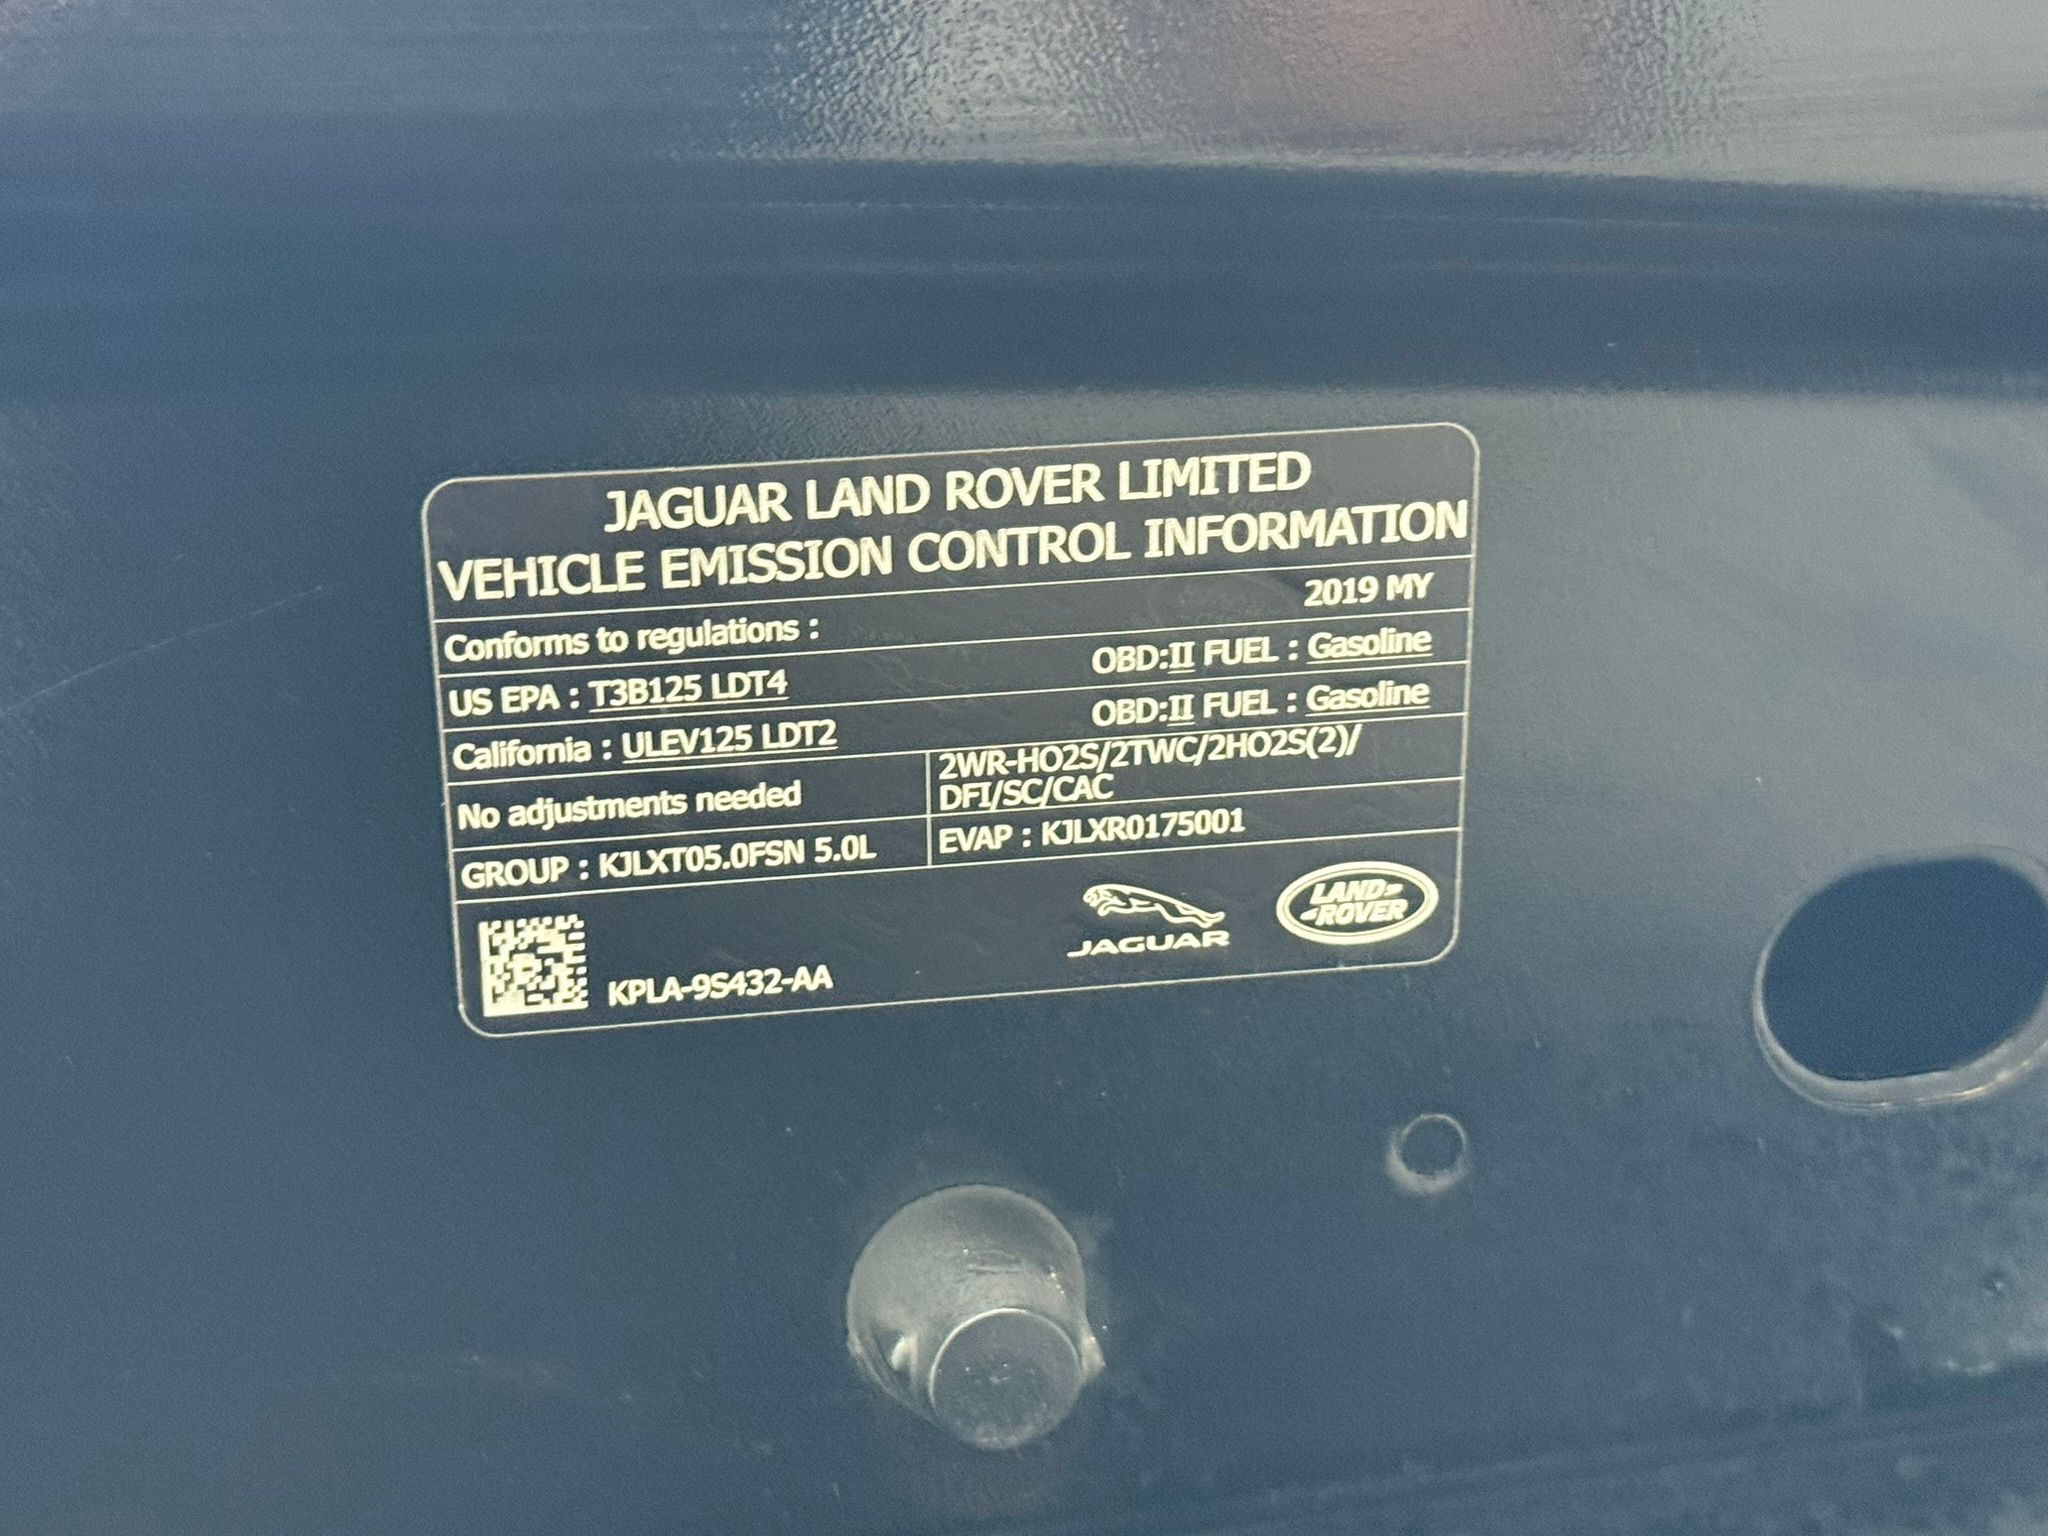 JAGUAR LAND ROVER LIMITED
VEHICLE EMISSION CONTROL INFORMATION
Conforms to regulations : 2019 MY
US EPA : T3B125 LDT4 OBD:II FUEL : Gasoline
California : ULEV125 LDT2 OBD:II FUEL : Gasoline
No adjustments needed
2WR-HO2S/2TWC/2HO2S(2)/
DFI/SC/CAC
GROUP : KJLXT05.0FSN 5.0L
EVAP : KJLXR0175001
KPLA-9S432-AA
JAGUAR
LAND-
-ROVER